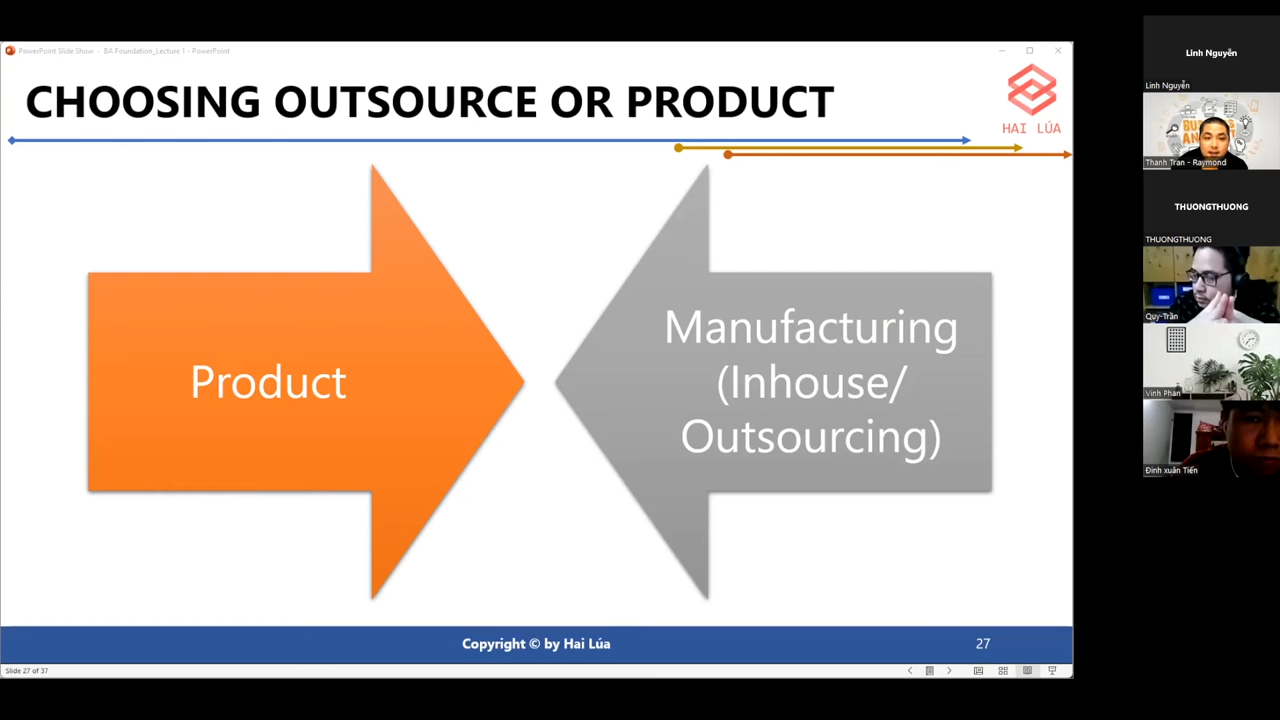 PowerPoint Slide Show - BA Foundation_Lecture 1 - PowerPoint
CHOOSING OUTSOURCE OR PRODUCT
HAI LÚA
Product
Manufacturing
(Inhouse/
Outsourcing)
Copyright © by Hai Lúa
27
Slide 27 of 37
Linh Nguyễn
Linh Nguyễn
Thanh Tran - Raymond
THUONGTHUONG
THUONGTHUONG
Quy-Trần
Vinh Phan
Đinh xuân Tiến